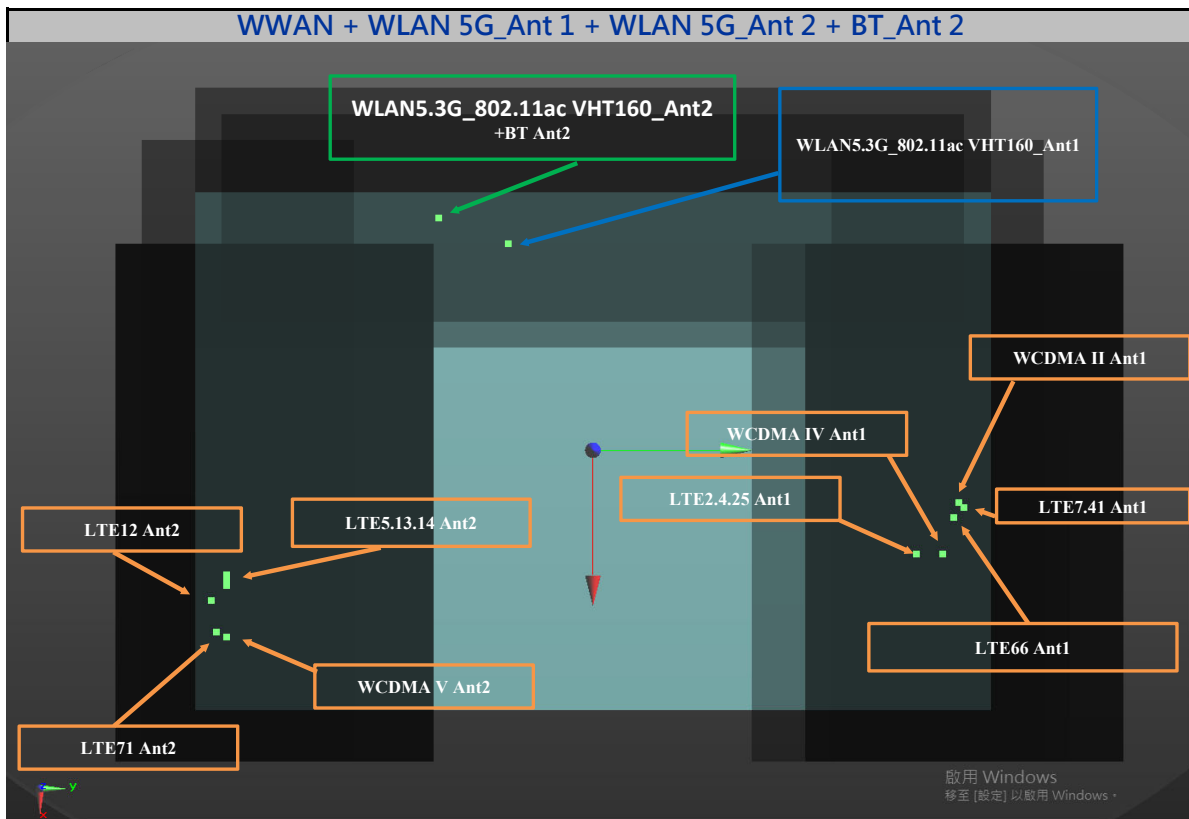 WWAN + WLAN 5G_Ant 1 + WLAN 5G_Ant 2 + BT_Ant 2
WLAN5.3G_802.11ac VHT160_Ant2
+BT Ant2
WLAN5.3G_802.11ac VHT160_Ant1
WCDMA II Ant1
WCDMA IV Ant1
LTE2.4.25 Ant1
LTE7.41 Ant1
LTE12 Ant2
LTE5.13.14 Ant2
LTE66 Ant1
WCDMA V Ant2
LTE71 Ant2
啟用 Windows
移至 [設定] 以啟用 Windows。
y
x